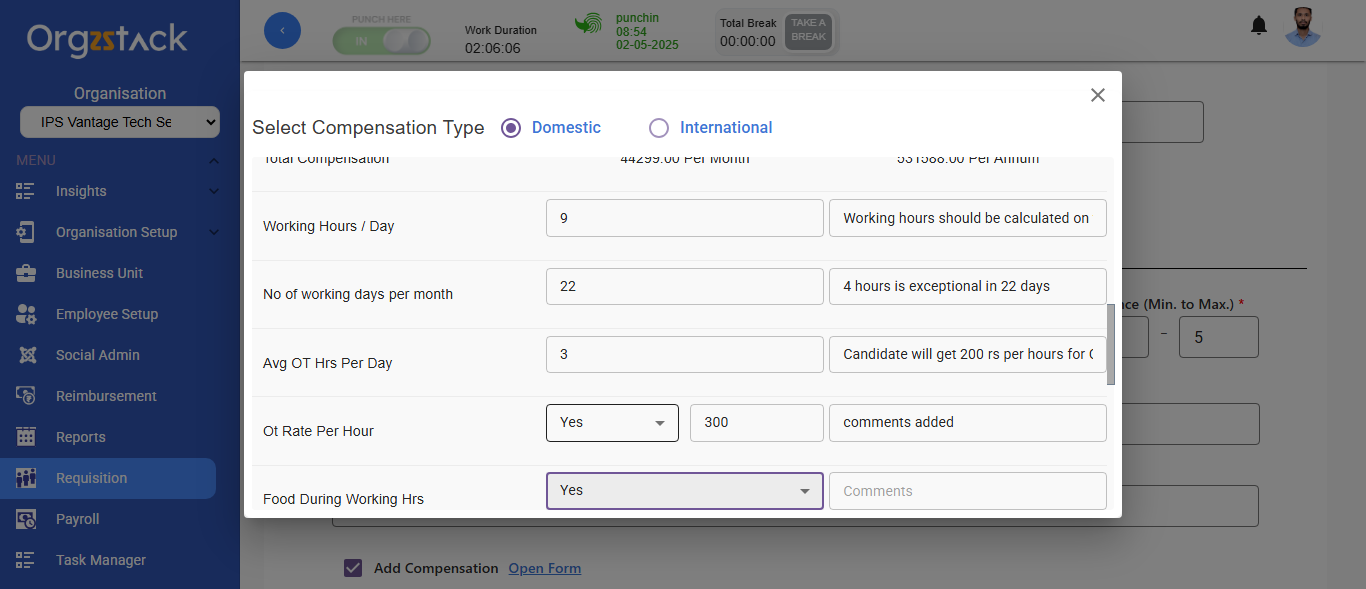 Orgzstack
Organisation
IPS Vantage Tech Se
MENU
Insights
Organisation Setup
Business Unit
Employee Setup
Social Admin
Reimbursement
Reports
Requisition
Payroll
Task Manager
PUNCH HERE
IN
Work Duration
02:06:06
punchin
08:54
02-05-2025
Total Break
00:00:00
TAKE A
BREAK
Select Compensation Type Domestic International
Total Compensation 44299.00 Per Month 531588.00 Per Annum
Working Hours / Day 9 Working hours should be calculated on
No of working days per month 22 4 hours is exceptional in 22 days
Avg OT Hrs Per Day 3 Candidate will get 200 rs per hours for
Ot Rate Per Hour Yes 300 comments added
Food During Working Hrs Yes Comments
(Min. to Max.) *
- 5
Add Compensation Open Form